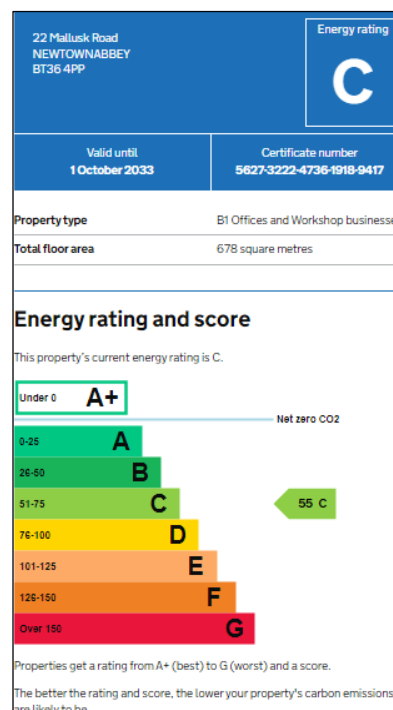 22 Mallusk Road
NEWTOWNABBEY
BT36 4PP
Energy rating
C
Valid until
1 October 2033
Certificate number
5627-3222-4736-1918-9417
Property type B1 Offices and Workshop businesse
Total floor area 678 square metres
Energy rating and score
This property's current energy rating is C.
Under 0 A+
Net zero CO2
0-25 A
26-50 B
51-75 C 55 C
76-100 D
101-125 E
126-150 F
Over 150 G
Properties get a rating from A+ (best) to G (worst) and a score.
The better the rating and score, the lower your property's carbon emissions
are likely to be.